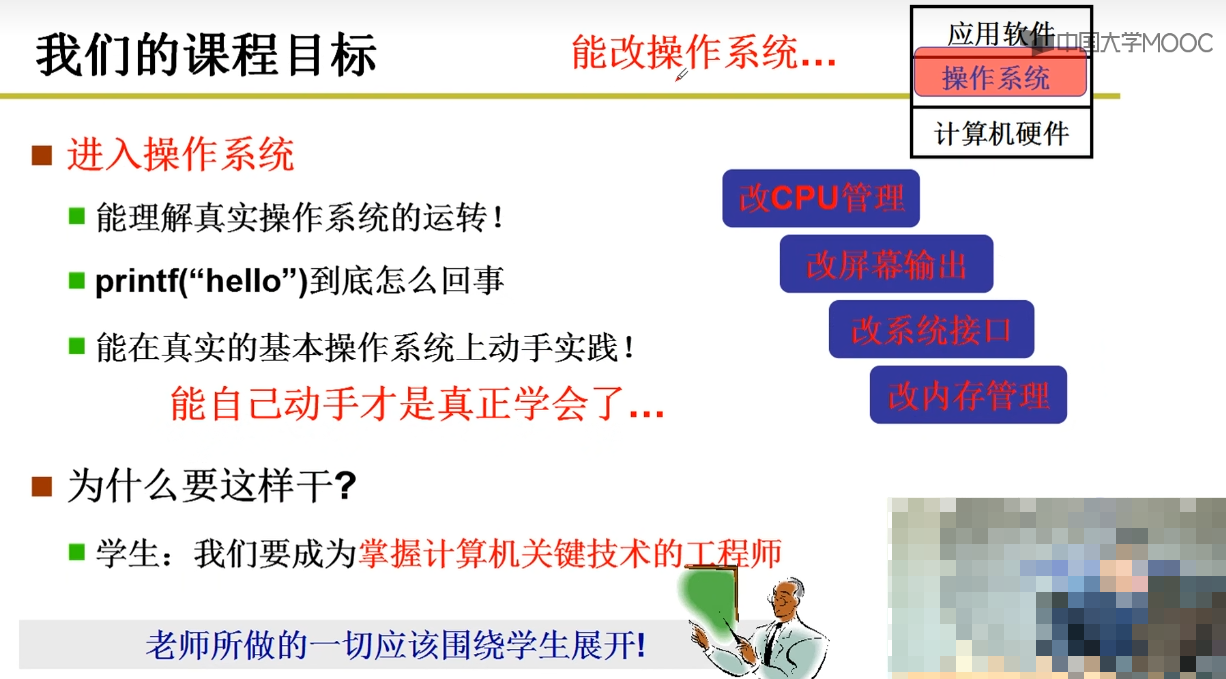 我们的课程目标
能改操作系统...
应用软件
中国大学MOOC
操作系统
计算机硬件
进入操作系统
能理解真实操作系统的运转！
printf(“hello”)到底怎么回事
能在真实的基本操作系统上动手实践！
能自己动手才是真正学会了...
改CPU管理
改屏幕输出
改系统接口
改内存管理
为什么要这样干?
学生：我们要成为掌握计算机关键技术的工程师
老师所做的一切应该围绕学生展开!